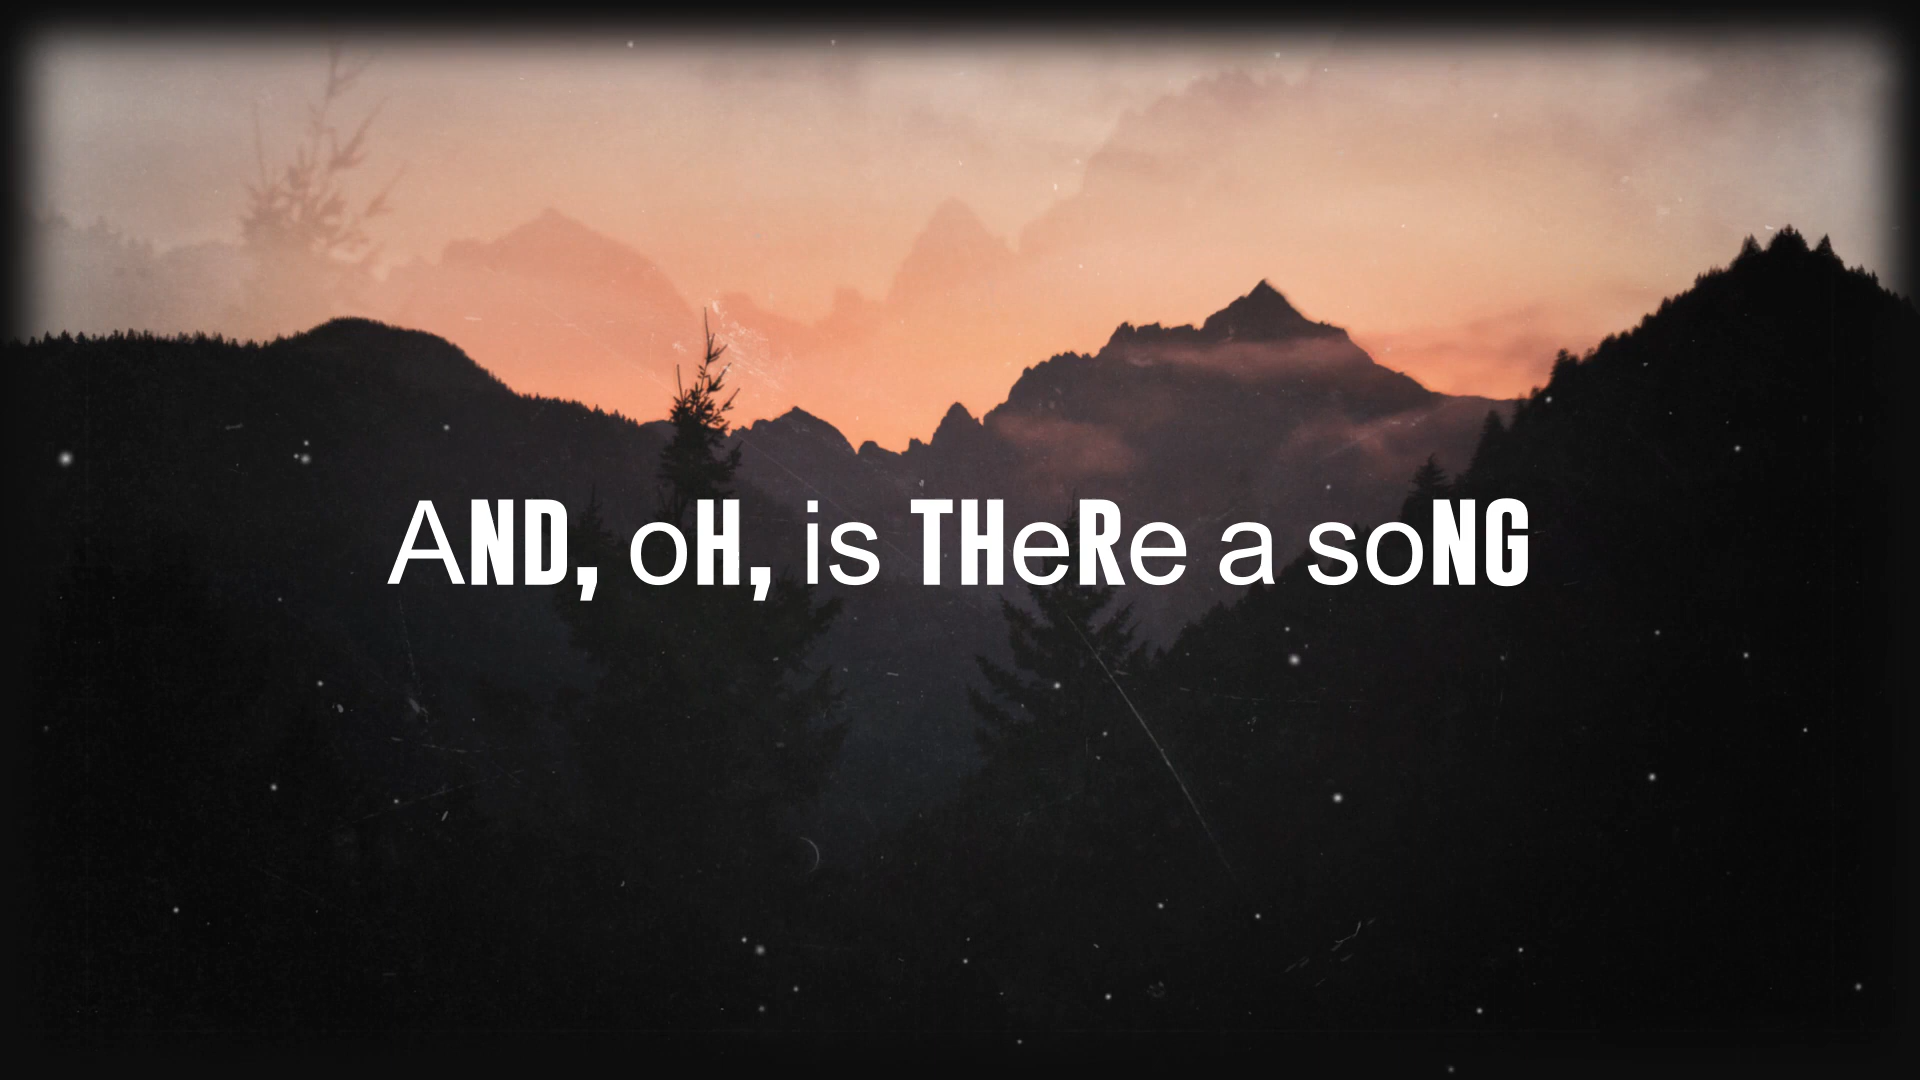 AND, oH, is THeRe a soNG